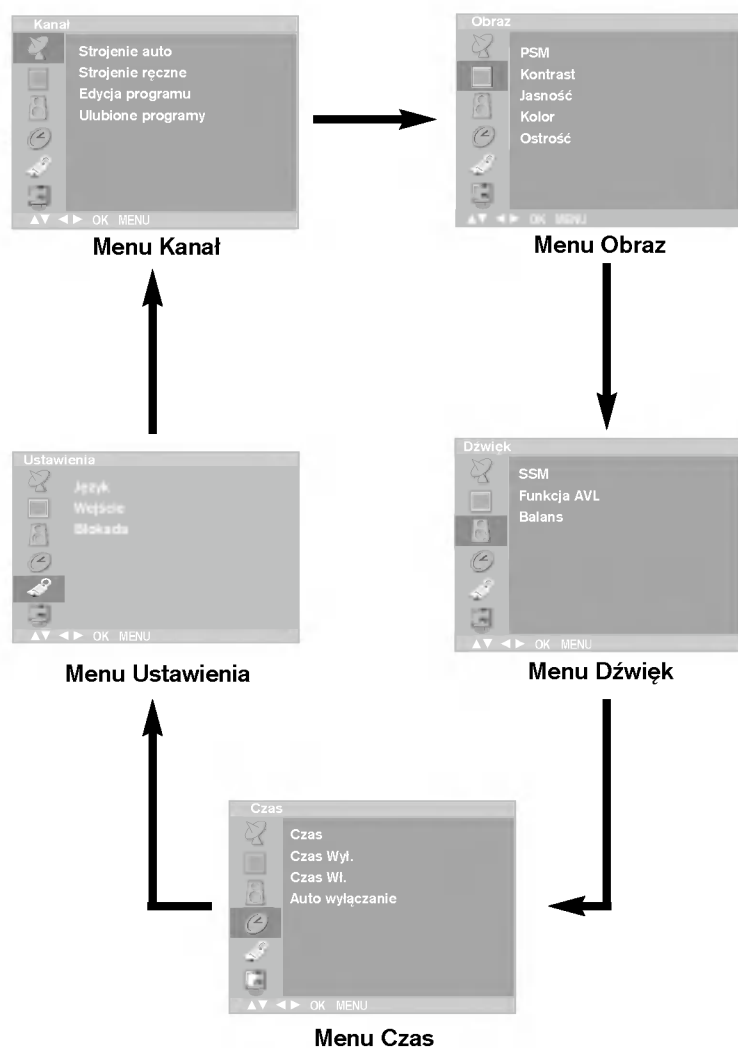 Kanał
Strojenie auto
Strojenie ręczne
Edycja programu
Ulubione programy
▲▼ ◄► OK MENU
Menu Kanał
Obraz
PSM
Kontrast
Jasność
Kolor
Ostrość
▲▼ ◄► OK MENU
Menu Obraz
Ustawienia
Język
Wejście
Blokada
▲▼ ◄► OK MENU
Menu Ustawienia
Dźwięk
SSM
Funkcja AVL
Balans
▲▼ ◄► OK MENU
Menu Dźwięk
Czas
Czas
Czas Wył.
Czas Wł.
Auto wyłączanie
▲▼ ◄► OK MENU
Menu Czas